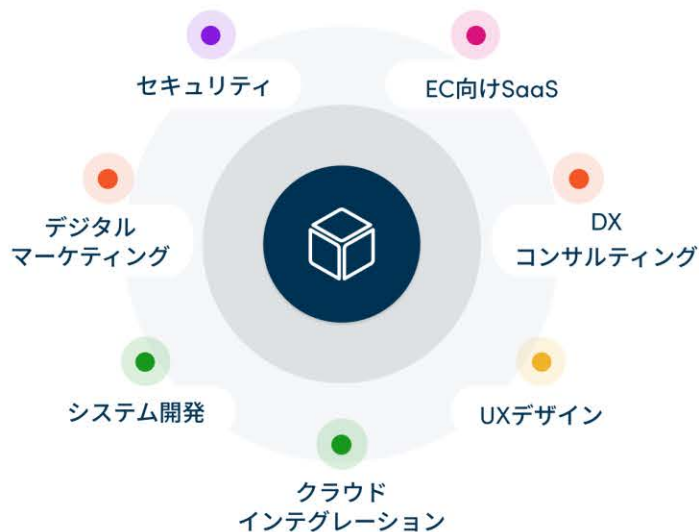 セキュリティ
EC向けSaaS
デジタル
マーケティング
DX
コンサルティング
システム開発
UXデザイン
クラウド
インテグレーション